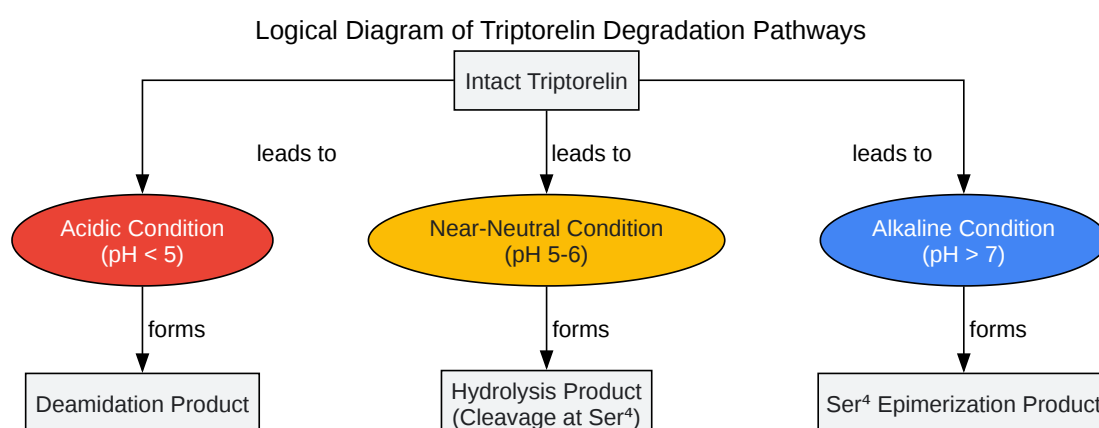 Logical Diagram of Triptorelin Degradation Pathways
Intact Triptorelin
leads to
leads to
leads to
Acidic Condition
(pH < 5)
Near-Neutral Condition
(pH 5-6)
Alkaline Condition
(pH > 7)
forms
forms
forms
Deamidation Product
Hydrolysis Product
(Cleavage at Ser⁴)
Ser⁴ Epimerization Product